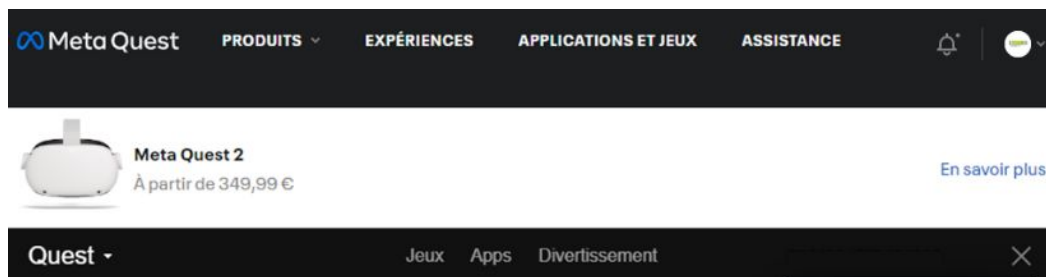 Meta Quest PRODUITS EXPÉRIENCES APPLICATIONS ET JEUX ASSISTANCE
Meta Quest 2
À partir de 349,99 €
En savoir plus
Quest Jeux Apps Divertissement